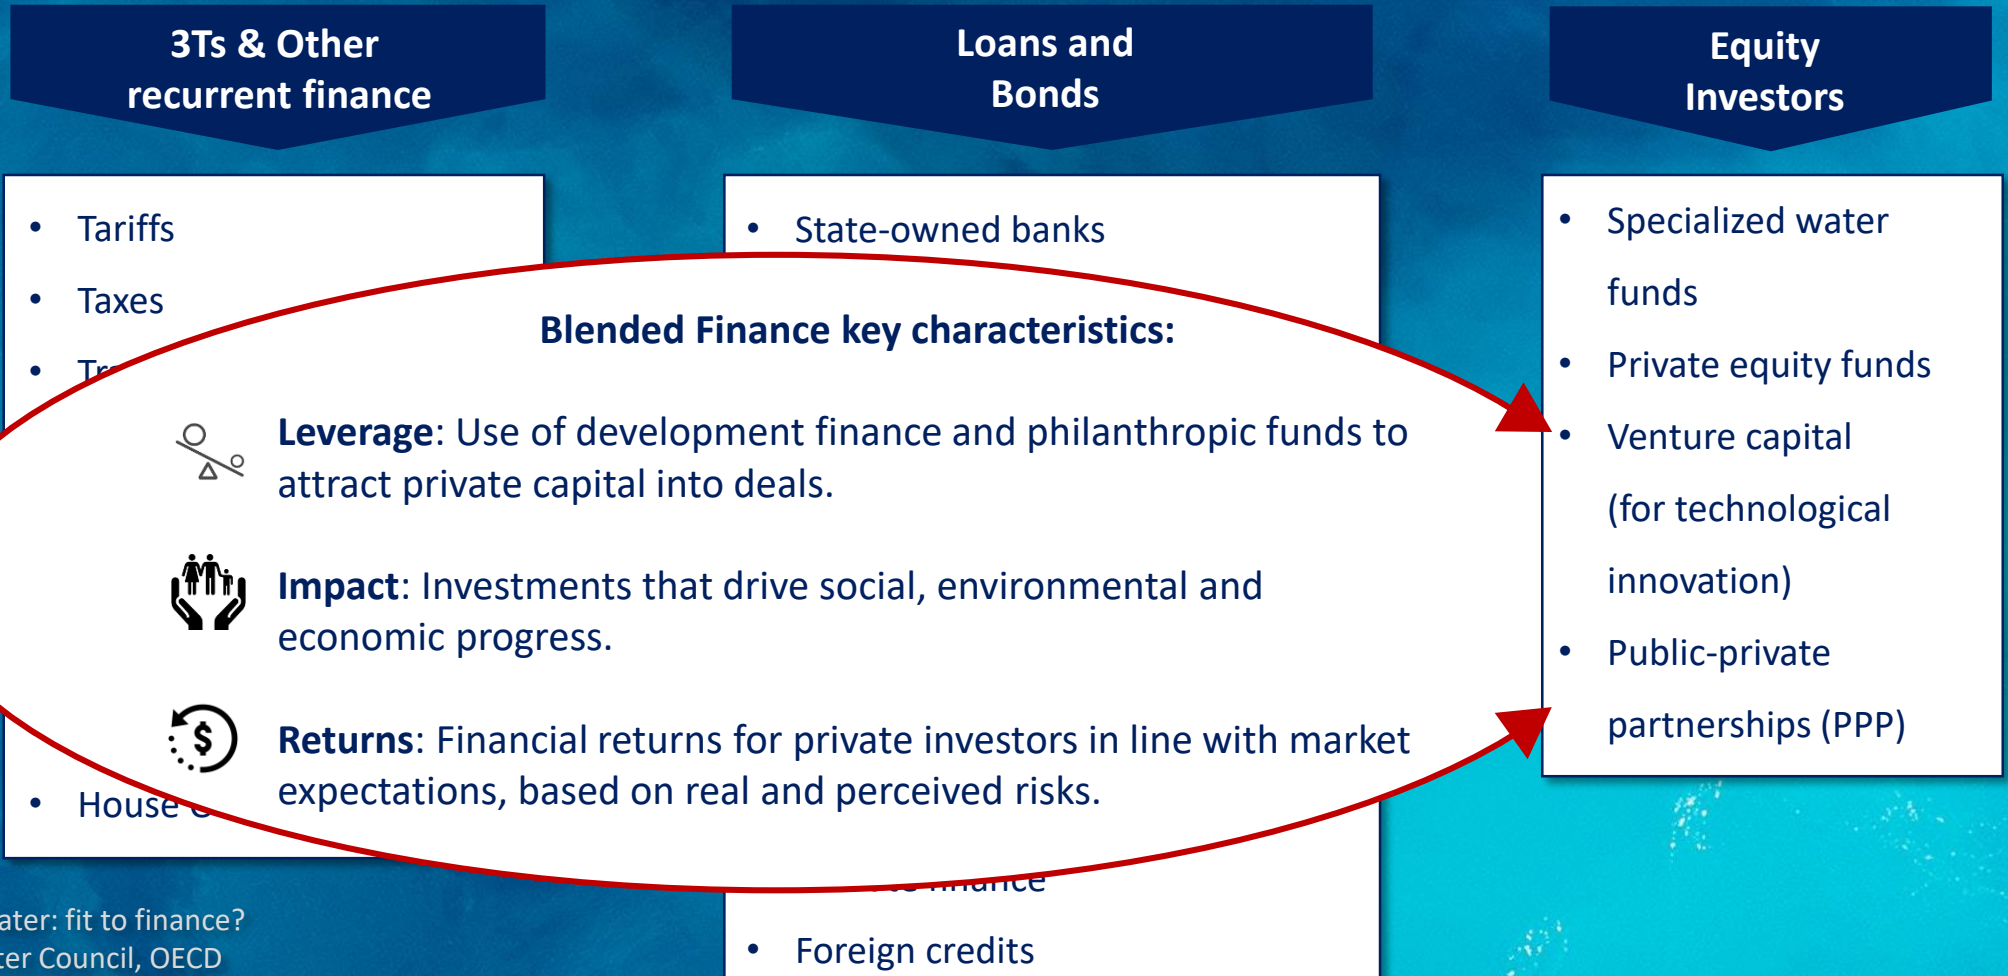 3Ts & Other
recurrent finance
Loans and
Bonds
Equity
Investors
• Tariffs
• Taxes
• State-owned banks
Blended Finance key characteristics:
Leverage: Use of development finance and philanthropic funds to
attract private capital into deals.
Impact: Investments that drive social, environmental and
economic progress.
$
Returns: Financial returns for private investors in line with market
expectations, based on real and perceived risks.
• House
finance
• Foreign credits
• Specialized water
funds
• Private equity funds
• Venture capital
(for technological
innovation)
• Public-private
partnerships (PPP)
ater: fit to finance?
ter Council, OECD